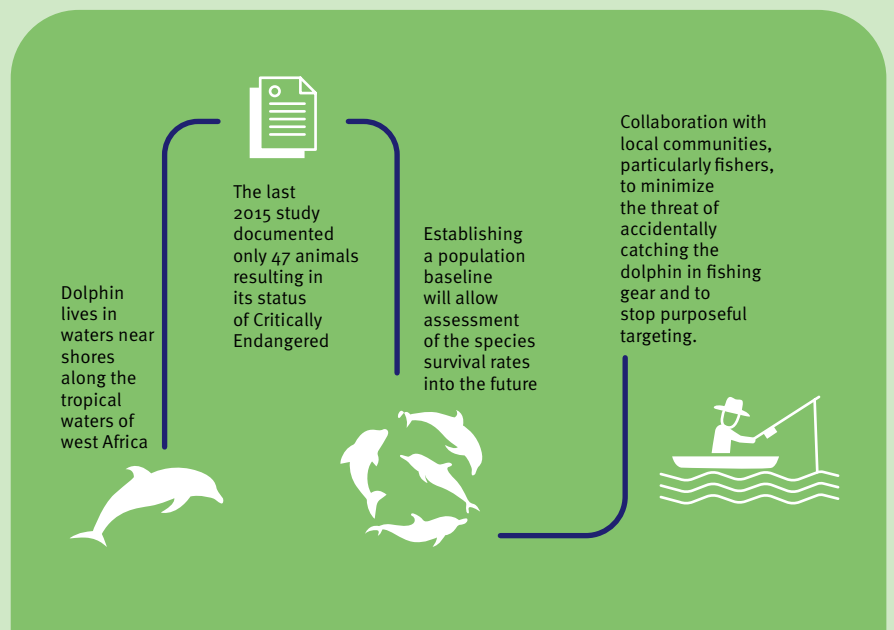 Dolphin
lives in
waters near
shores
along the
tropical
waters of
west Africa
The last
2015 study
documented
only 47 animals
resulting in
its status
of Critically
Endangered
Establishing
a population
baseline
will allow
assessment
of the species
survival rates
into the future
Collaboration with
local communities,
particularly fishers,
to minimize
the threat of
accidentally
catching the
dolphin in fishing
gear and to
stop purposeful
targeting.